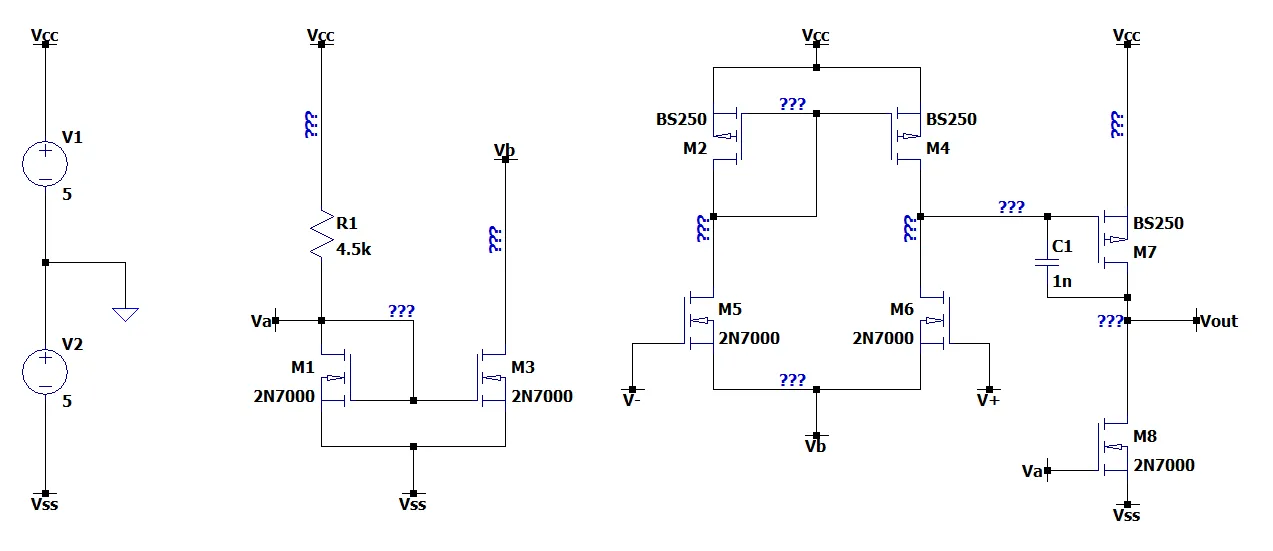 Vcc
V1
5
V2
5
Vss
Vcc
???
R1
4.5k
Va
???
M1
2N7000
Vb
???
M3
2N7000
Vss
Vcc
BS250
M2
???
BS250
M4
???
???
???
M5
2N7000
M6
2N7000
V-
???
V+
Vb
Vcc
???
BS250
M7
C1
1n
???
Vout
M8
2N7000
Va
Vss